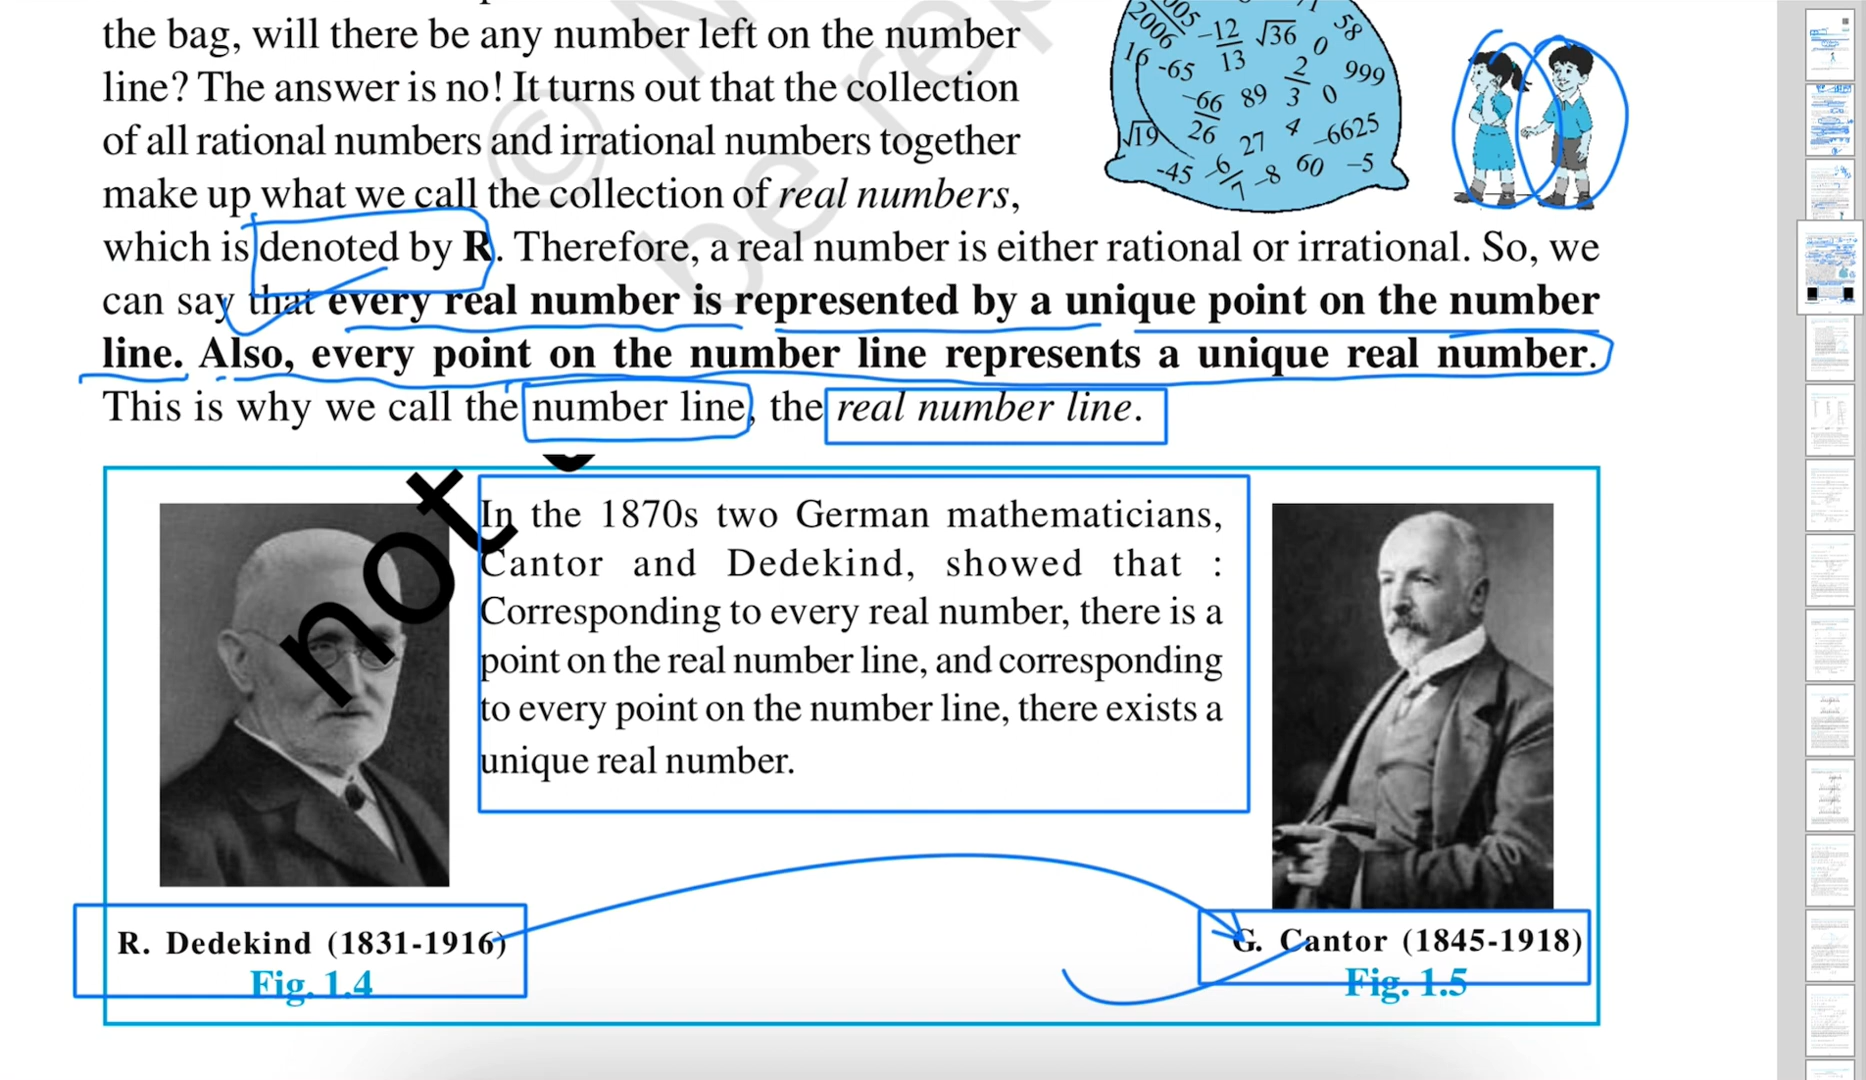 the bag, will there be any number left on the number
line? The answer is no! It turns out that the collection
of all rational numbers and irrational numbers together
make up what we call the collection of real numbers,
which is denoted by R. Therefore, a real number is either rational or irrational. So, we
can say that every real number is represented by a unique point on the number
line. Also, every point on the number line represents a unique real number.
This is why we call the number line, the real number line.
2006 -12/13 √36 0 58
16 -65 2/3 999
-66/26 89 0
√19 27 4 -6625
-45 -6/7 -8 60 -5
©
be rep
not
In the 1870s two German mathematicians,
Cantor and Dedekind, showed that :
Corresponding to every real number, there is a
point on the real number line, and corresponding
to every point on the number line, there exists a
unique real number.
R. Dedekind (1831-1916)
Fig. 1.4
G. Cantor (1845-1918)
Fig. 1.5